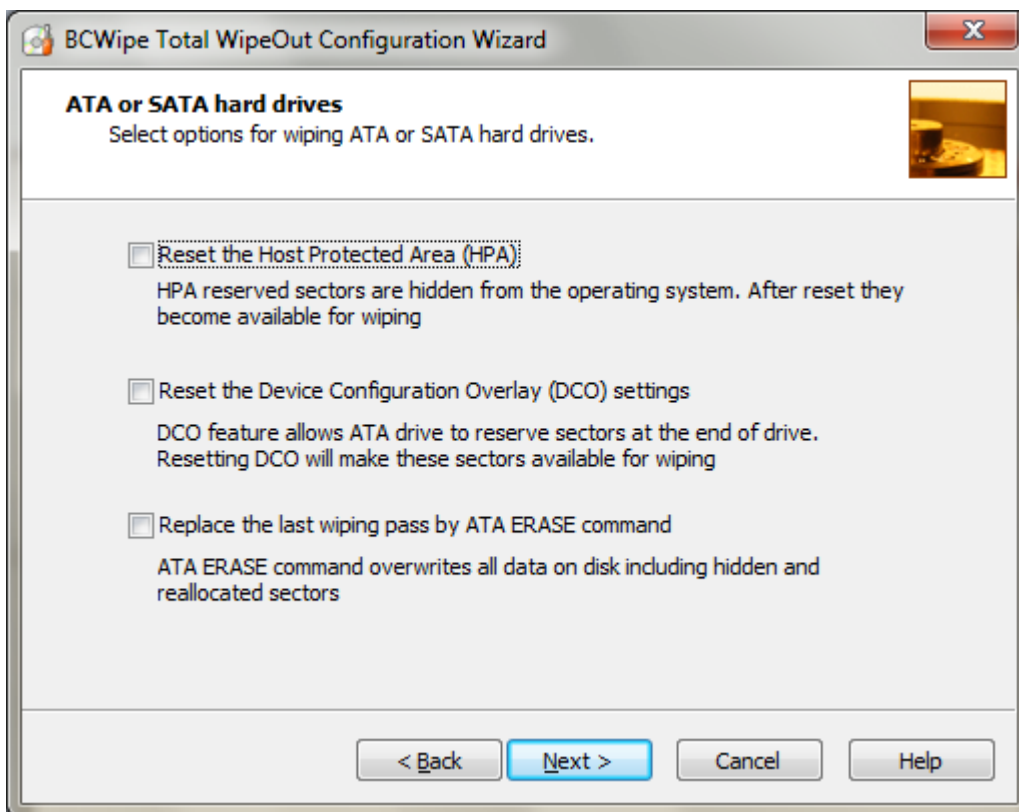 BCWipe Total WipeOut Configuration Wizard
ATA or SATA hard drives
Select options for wiping ATA or SATA hard drives.
Reset the Host Protected Area (HPA)
HPA reserved sectors are hidden from the operating system. After reset they
become available for wiping
Reset the Device Configuration Overlay (DCO) settings
DCO feature allows ATA drive to reserve sectors at the end of drive.
Resetting DCO will make these sectors available for wiping
Replace the last wiping pass by ATA ERASE command
ATA ERASE command overwrites all data on disk including hidden and
reallocated sectors
< Back Next > Cancel Help